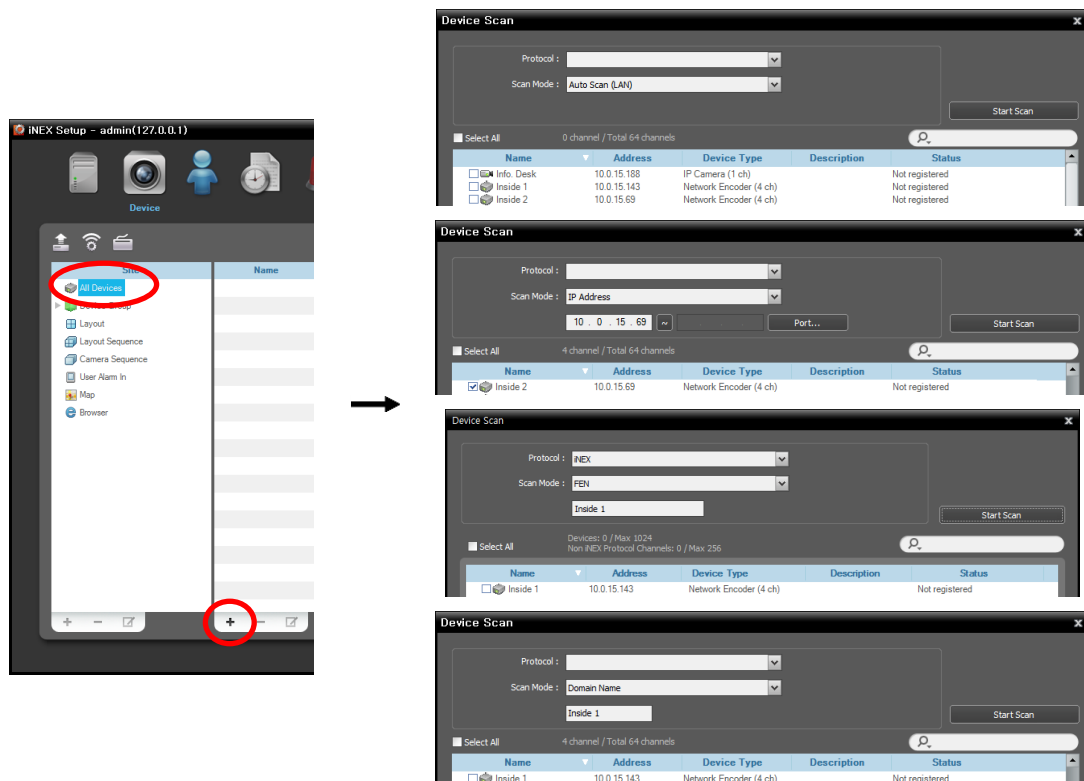 iNEX Setup - admin(127.0.0.1)
Device
Site
Name
All Devices
Device Group
Layout
Layout Sequence
Camera Sequence
User Alarm In
Map
Browser
Device Scan
Protocol :
Scan Mode : Auto Scan (LAN)
Start Scan
Select All 0 channel / Total 64 channels
Name Address Device Type Description Status
Info. Desk 10.0.15.188 IP Camera (1 ch) Not registered
Inside 1 10.0.15.143 Network Encoder (4 ch) Not registered
Inside 2 10.0.15.69 Network Encoder (4 ch) Not registered
Device Scan
Protocol :
Scan Mode : IP Address
10 . 0 . 15 . 69 ~ Port... Start Scan
Select All 4 channel / Total 64 channels
Name Address Device Type Description Status
Inside 2 10.0.15.69 Network Encoder (4 ch) Not registered
Device Scan
Protocol : iNEX
Scan Mode : FEN
Inside 1 Start Scan
Devices: 0 / Max 1024
Select All Non iNEX Protocol Channels: 0 / Max 256
Name Address Device Type Description Status
Inside 1 10.0.15.143 Network Encoder (4 ch) Not registered
Device Scan
Protocol :
Scan Mode : Domain Name
Inside 1 Start Scan
Select All 4 channel / Total 64 channels
Name Address Device Type Description Status
Inside 1 10.0.15.143 Network Encoder (4 ch) Not registered